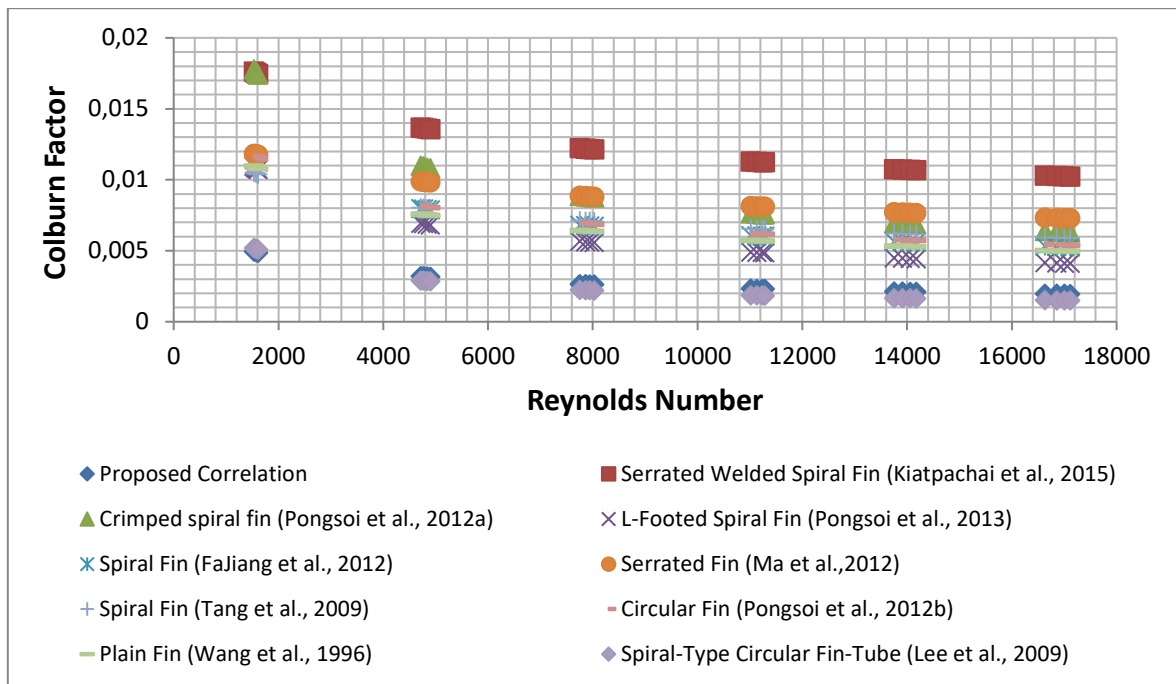 0,02
0,015
0,01
0,005
0
Colburn Factor
0 2000 4000 6000 8000 10000 12000 14000 16000 18000
Reynolds Number
Proposed Correlation
Serrated Welded Spiral Fin (Kiatpachai et al., 2015)
Crimped spiral fin (Pongsoi et al., 2012a)
L-Footed Spiral Fin (Pongsoi et al., 2013)
Spiral Fin (FaJiang et al., 2012)
Serrated Fin (Ma et al.,2012)
Spiral Fin (Tang et al., 2009)
Circular Fin (Pongsoi et al., 2012b)
Plain Fin (Wang et al., 1996)
Spiral-Type Circular Fin-Tube (Lee et al., 2009)